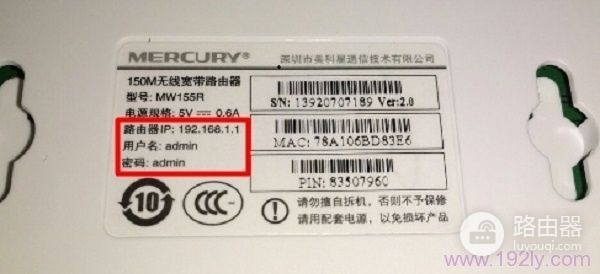 MERCURY
深圳市美科星通信技术有限公司
150M无线宽带路由器
型号: MW155R
电源规格: 5V 0.6A
路由器IP: 192.168.1.1
用户名: admin
密码: admin
S/N: 13920707189 Ver:2.0
MAC: 78A106BD83E6
PIN: 83507960
10
CCC
请勿擅自拆机, 否则不予保修
请用配套电源, 以免损坏产品
路由器
luyouqi.com
www.192ly.com